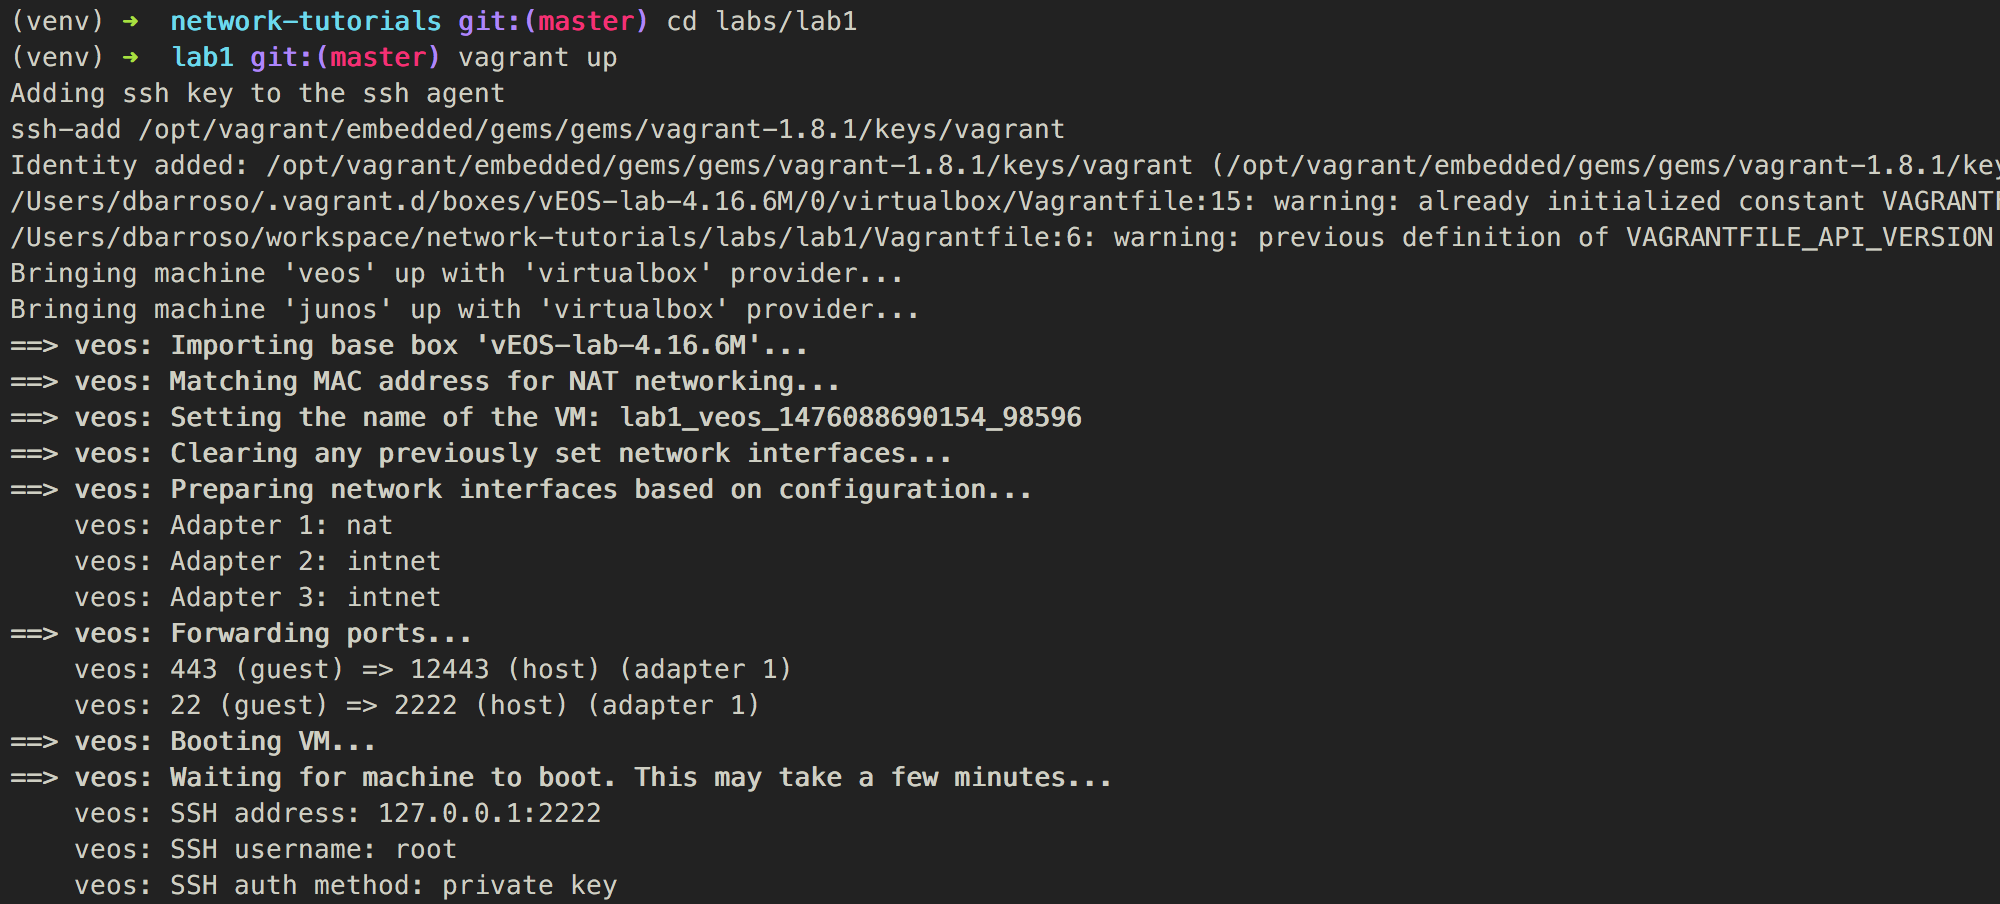 (venv) ➜  network-tutorials git:(master) cd labs/lab1
(venv) ➜  lab1 git:(master) vagrant up
Adding ssh key to the ssh agent
ssh-add /opt/vagrant/embedded/gems/gems/vagrant-1.8.1/keys/vagrant
Identity added: /opt/vagrant/embedded/gems/gems/vagrant-1.8.1/keys/vagrant (/opt/vagrant/embedded/gems/gems/vagrant-1.8.1/key
/Users/dbarroso/.vagrant.d/boxes/vEOS-lab-4.16.6M/0/virtualbox/Vagrantfile:15: warning: already initialized constant VAGRANTF
/Users/dbarroso/workspace/network-tutorials/labs/lab1/Vagrantfile:6: warning: previous definition of VAGRANTFILE_API_VERSION
Bringing machine 'veos' up with 'virtualbox' provider...
Bringing machine 'junos' up with 'virtualbox' provider...
==> veos: Importing base box 'vEOS-lab-4.16.6M'...
==> veos: Matching MAC address for NAT networking...
==> veos: Setting the name of the VM: lab1_veos_1476088690154_98596
==> veos: Clearing any previously set network interfaces...
==> veos: Preparing network interfaces based on configuration...
    veos: Adapter 1: nat
    veos: Adapter 2: intnet
    veos: Adapter 3: intnet
==> veos: Forwarding ports...
    veos: 443 (guest) => 12443 (host) (adapter 1)
    veos: 22 (guest) => 2222 (host) (adapter 1)
==> veos: Booting VM...
==> veos: Waiting for machine to boot. This may take a few minutes...
    veos: SSH address: 127.0.0.1:2222
    veos: SSH username: root
    veos: SSH auth method: private key